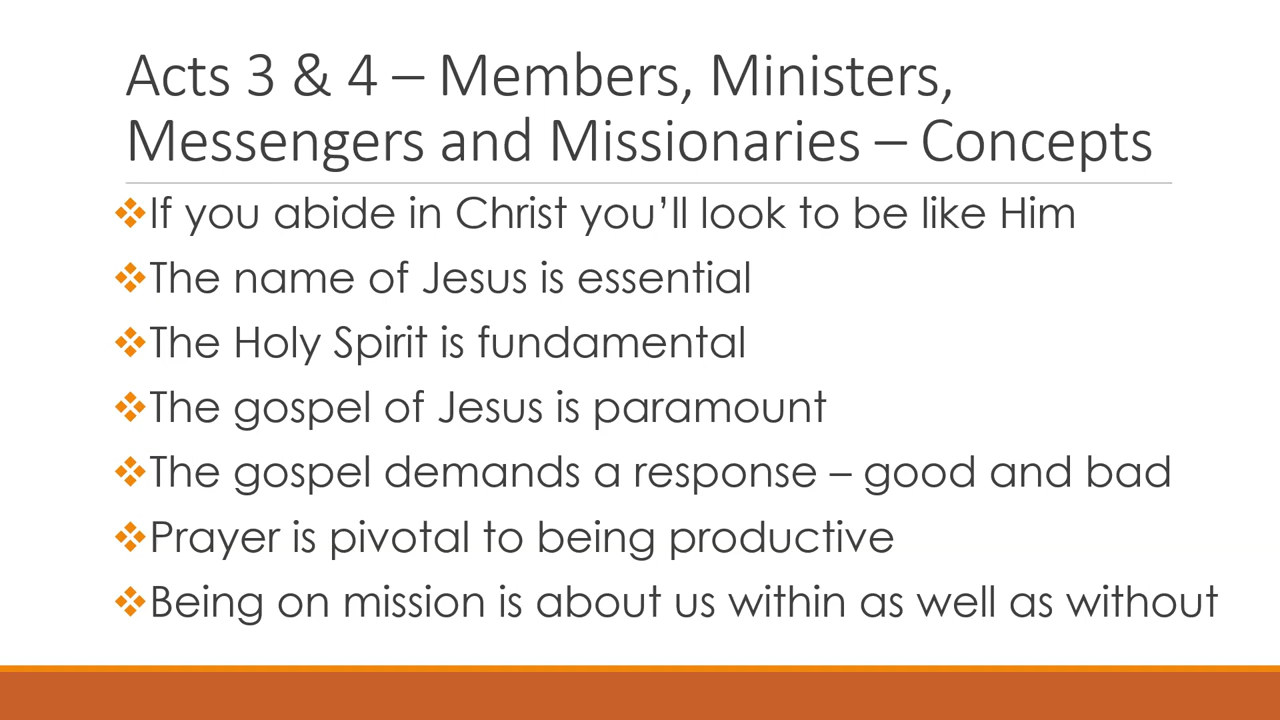 Acts 3 & 4 – Members, Ministers,
Messengers and Missionaries – Concepts
❖If you abide in Christ you’ll look to be like Him
❖The name of Jesus is essential
❖The Holy Spirit is fundamental
❖The gospel of Jesus is paramount
❖The gospel demands a response – good and bad
❖Prayer is pivotal to being productive
❖Being on mission is about us within as well as without